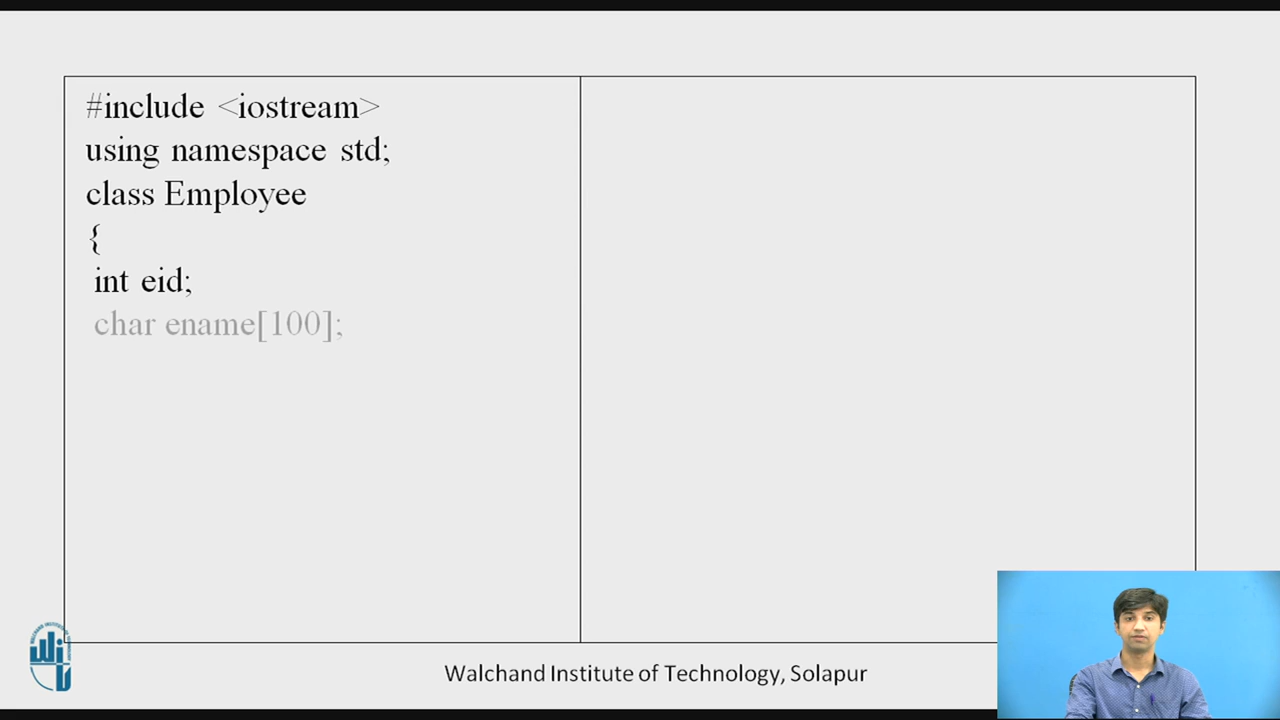 #include <iostream>
using namespace std;
class Employee
{
int eid;
char ename[100];
Walchand Institute of Technology, Solapur